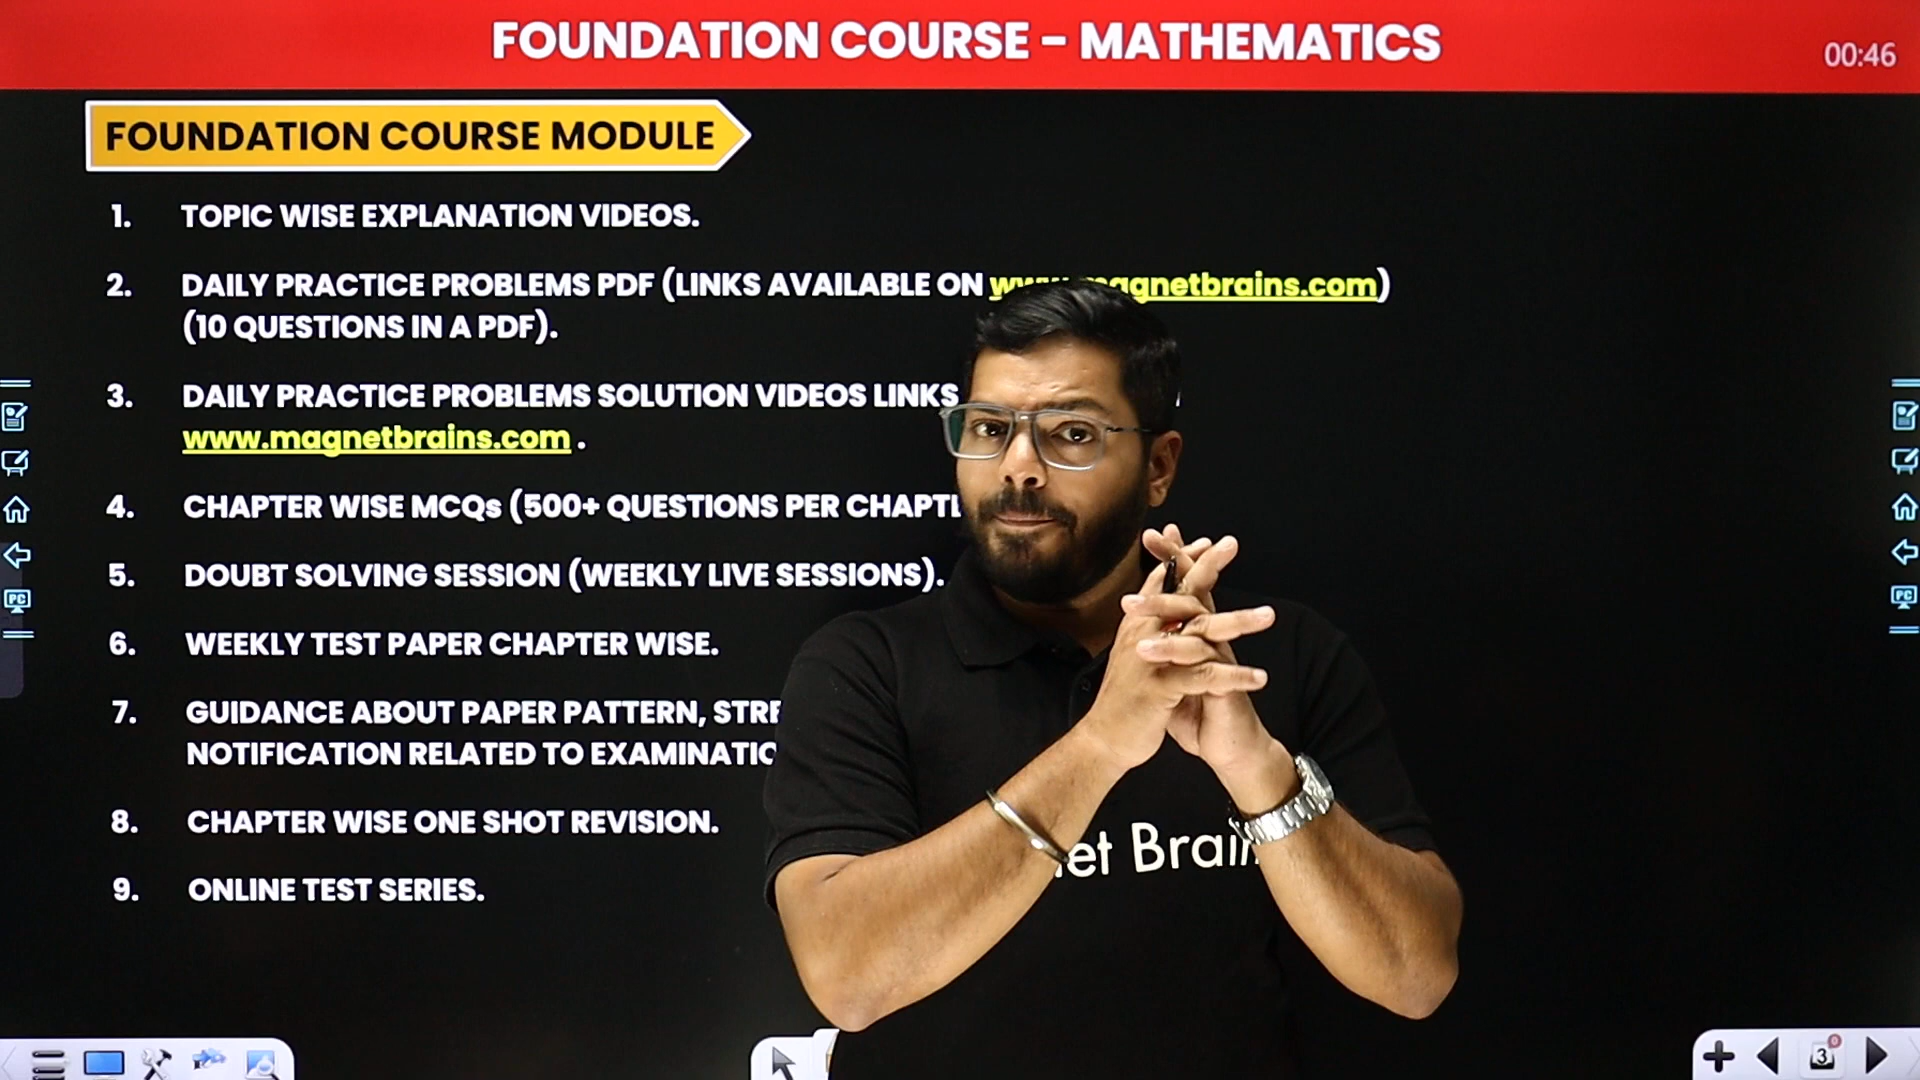 FOUNDATION COURSE - MATHEMATICS
00:46
FOUNDATION COURSE MODULE
1. TOPIC WISE EXPLANATION VIDEOS.
2. DAILY PRACTICE PROBLEMS PDF (LINKS AVAILABLE ON
(10 QUESTIONS IN A PDF).
3. DAILY PRACTICE PROBLEMS SOLUTION VIDEOS LINKS
www.magnetbrains.com .
4. CHAPTER WISE MCQs (500+ QUESTIONS PER
5. DOUBT SOLVING SESSION (WEEKLY LIVE SESSIONS).
6. WEEKLY TEST PAPER CHAPTER WISE.
7. GUIDANCE ABOUT PAPER PATTERN,
NOTIFICATION RELATED TO
8. CHAPTER WISE ONE SHOT REVISION.
9. ONLINE TEST SERIES.
PC
PC
3